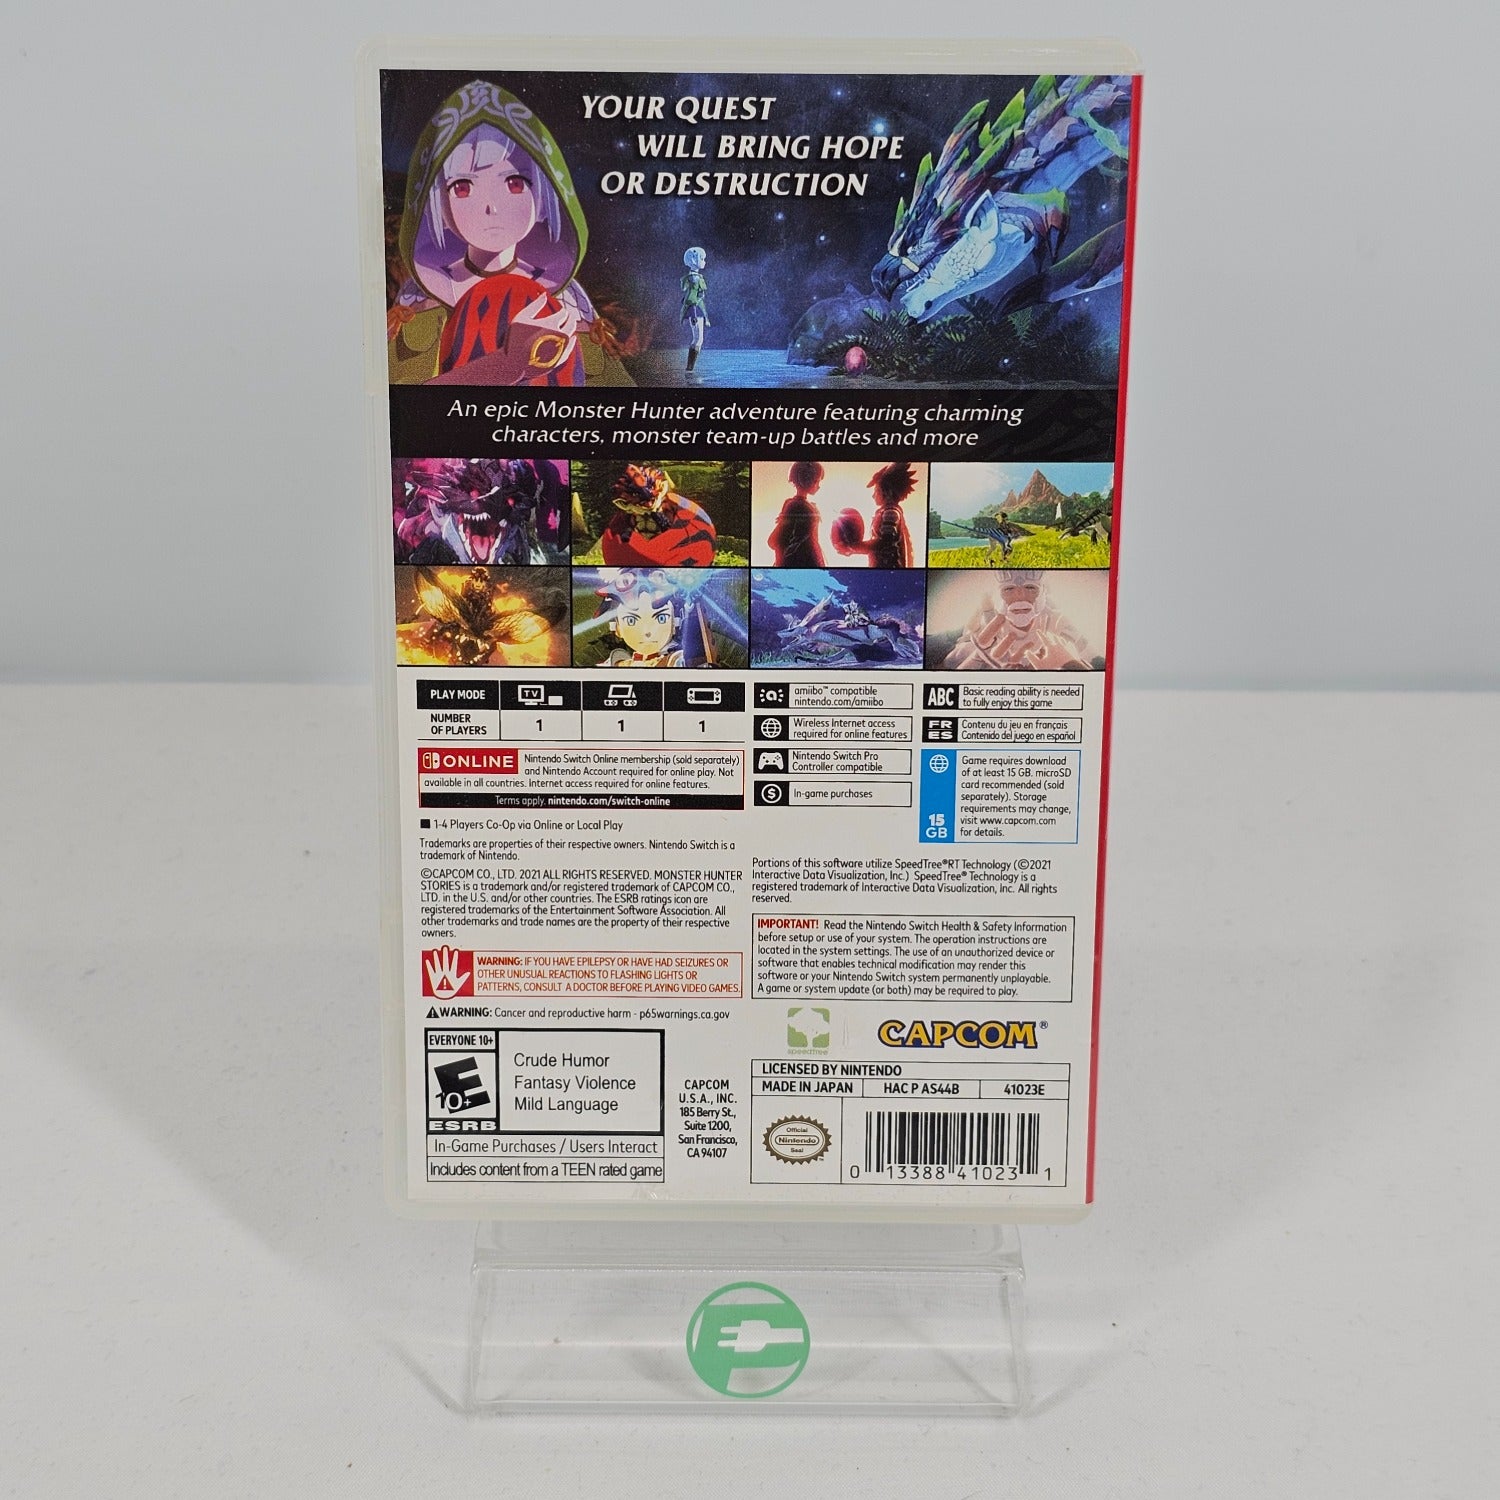 YOUR QUEST
WILL BRING HOPE
OR DESTRUCTION
An epic Monster Hunter adventure featuring charming
characters, monster team-up battles and more
PLAY MODE
TV
NUMBER
OF PLAYERS
1
1
1
ONLINE
Nintendo Switch Online membership (sold separately)
and Nintendo Account required for online play. Not
available in all countries. Internet access required for online features.
Terms apply. nintendo.com/switch-online
amiibo™ compatible
nintendo.com/amiibo
Wireless Internet access
required for online features
Nintendo Switch Pro
Controller compatible
In-game purchases
ABC
Basic reading ability is needed
to fully enjoy this game
FR
ES
Contenu du jeu en français
Contenido del juego en español
15
GB
Game requires download
of at least 15 GB. microSD
card recommended (sold
separately). Storage
requirements may change,
visit www.capcom.com
for details.
1-4 Players Co-Op via Online or Local Play
Trademarks are properties of their respective owners. Nintendo Switch is a
trademark of Nintendo.
©CAPCOM CO., LTD. 2021 ALL RIGHTS RESERVED. MONSTER HUNTER
STORIES is a trademark and/or registered trademark of CAPCOM CO.,
LTD. in the U.S. and/or other countries. The ESRB ratings icon are
registered trademarks of the Entertainment Software Association. All
other trademarks and trade names are the property of their respective
owners.
Portions of this software utilize SpeedTree®RT Technology (©2021
Interactive Data Visualization, Inc.) SpeedTree® Technology is a
registered trademark of Interactive Data Visualization, Inc. All rights
reserved.
WARNING: IF YOU HAVE EPILEPSY OR HAVE HAD SEIZURES OR
OTHER UNUSUAL REACTIONS TO FLASHING LIGHTS OR
PATTERNS, CONSULT A DOCTOR BEFORE PLAYING VIDEO GAMES.
WARNING: Cancer and reproductive harm - p65warnings.ca.gov
IMPORTANT! Read the Nintendo Switch Health & Safety Information
before setup or use of your system. The operation instructions are
located in the system settings. The use of an unauthorized device or
software that enables technical modification may render this
software or your Nintendo Switch system permanently unplayable.
A game or system update (or both) may be required to play.
speedtree
CAPCOM®
EVERYONE 10+
E
10+
ESRB
Crude Humor
Fantasy Violence
Mild Language
In-Game Purchases / Users Interact
Includes content from a TEEN rated game
CAPCOM
U.S.A., INC.
185 Berry St.,
Suite 1200,
San Francisco,
CA 94107
LICENSED BY NINTENDO
MADE IN JAPAN
HAC P AS44B
41023E
Official
Nintendo
Seal
0 13388 41023 1